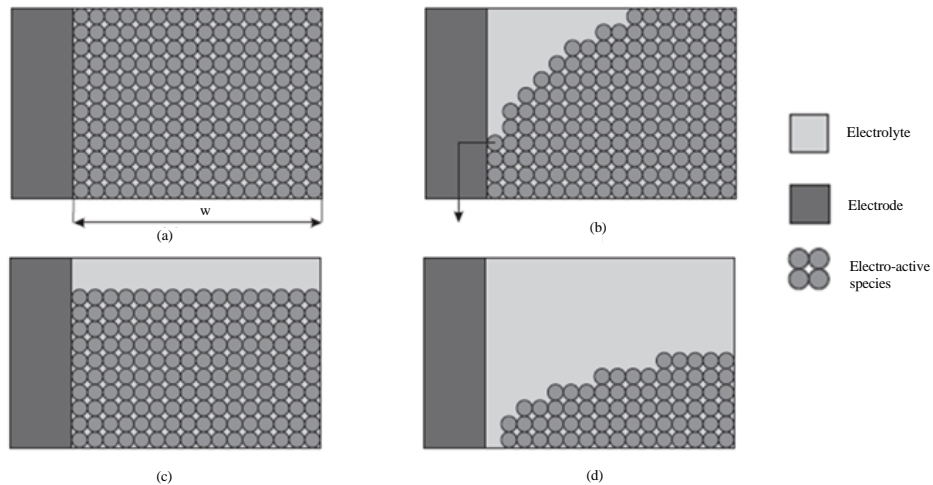 w
(a)
(b)
Electrolyte
Electrode
Electro-active
species
(c)
(d)